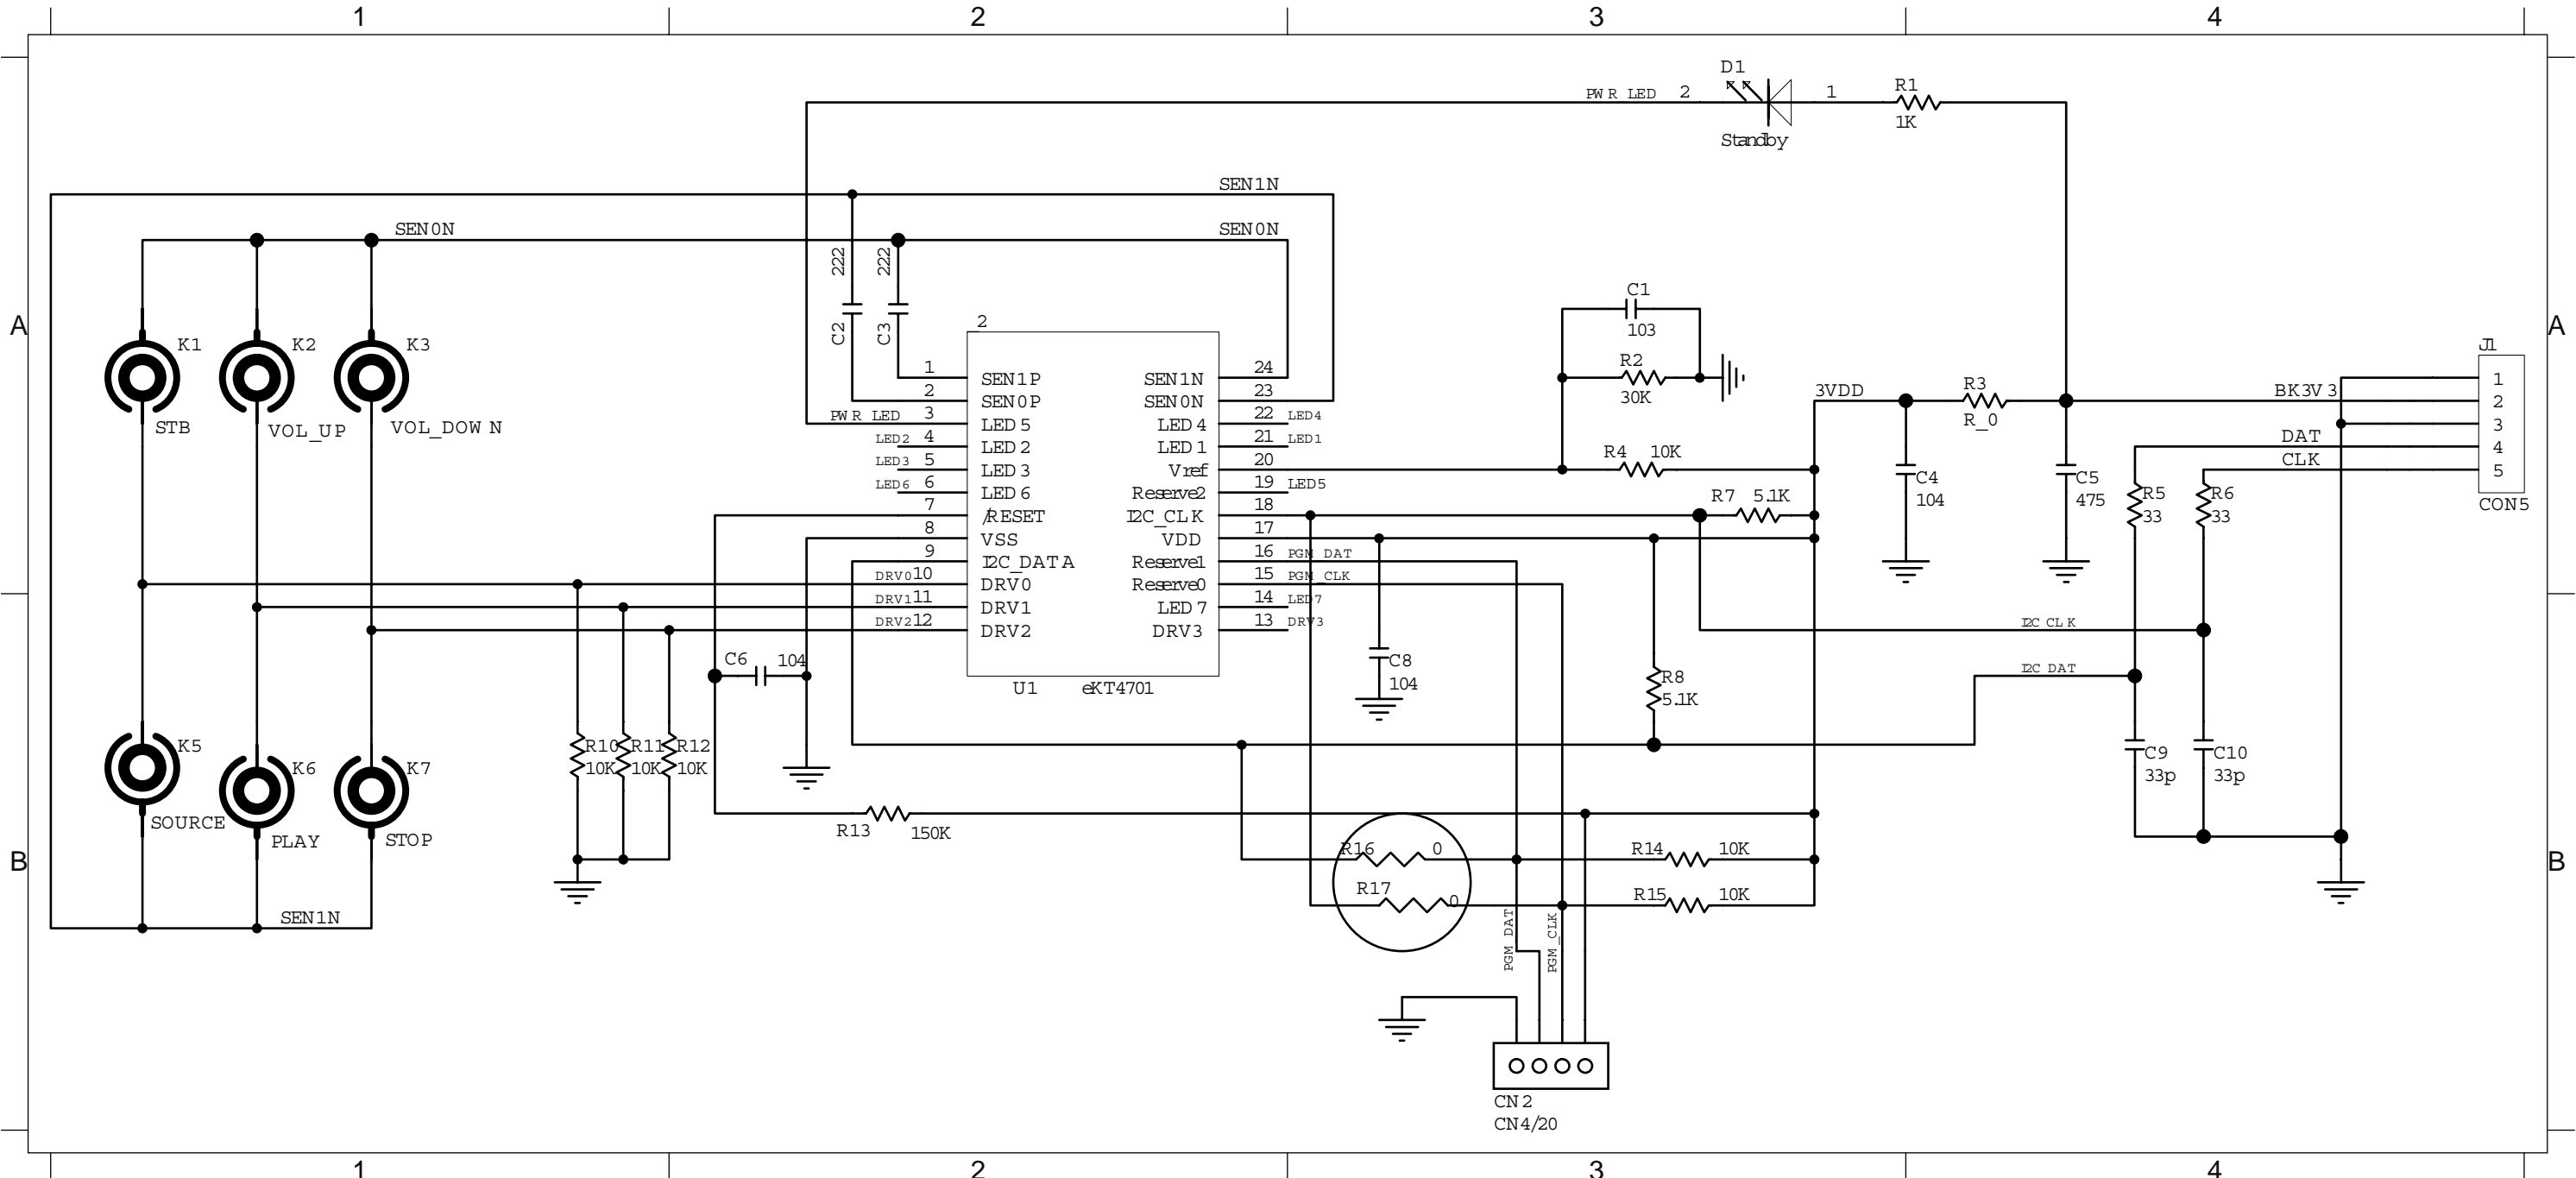 1 2 3 4
D1
PWR LED 2 1
R1
1K
Standby
SEN1N
SEN0N SEN0N
222 222
C2 C3
C1
103
R2
30K
A A
K1 K2 K3
STB VOL_UP VOL_DOWN
2
1 SEN1P SEN1N 24
2 SEN0P SEN0N 23
PWR LED 3 LED5 LED4 22 LED4
LED2 4 LED2 LED1 21 LED1
LED3 5 LED3 Vref 20
LED6 6 LED6 Reserve2 19 LED5
7 /RESET I2C_CLK 18
8 VSS VDD 17
9 I2C_DATA Reserve1 16 PGM_DAT
DRV0 10 DRV0 Reserve0 15 PGM_CLK
DRV1 11 DRV1 LED7 14 LED7
DRV2 12 DRV2 DRV3 13 DRV3
U1 eKT4701
R4 10K
R7 5.1K
3VDD
R3
R_0
BK3V3
DAT
CLK
J1
1
2
3
4
5
CON5
C4
104
C5
475
R5
33
R6
33
I2C CLK
I2C DAT
C6 104
C8
104
R8
5.1K
C9
33p
C10
33p
K5 K6 K7
SOURCE PLAY STOP
R10
10K
R11
10K
R12
10K
R13 150K
B B
R16 0
R14 10K
R17 0
R15 10K
SEN1N
PGM DAT
PGM_CLK
CN2
CN4/20
1 2 3 4